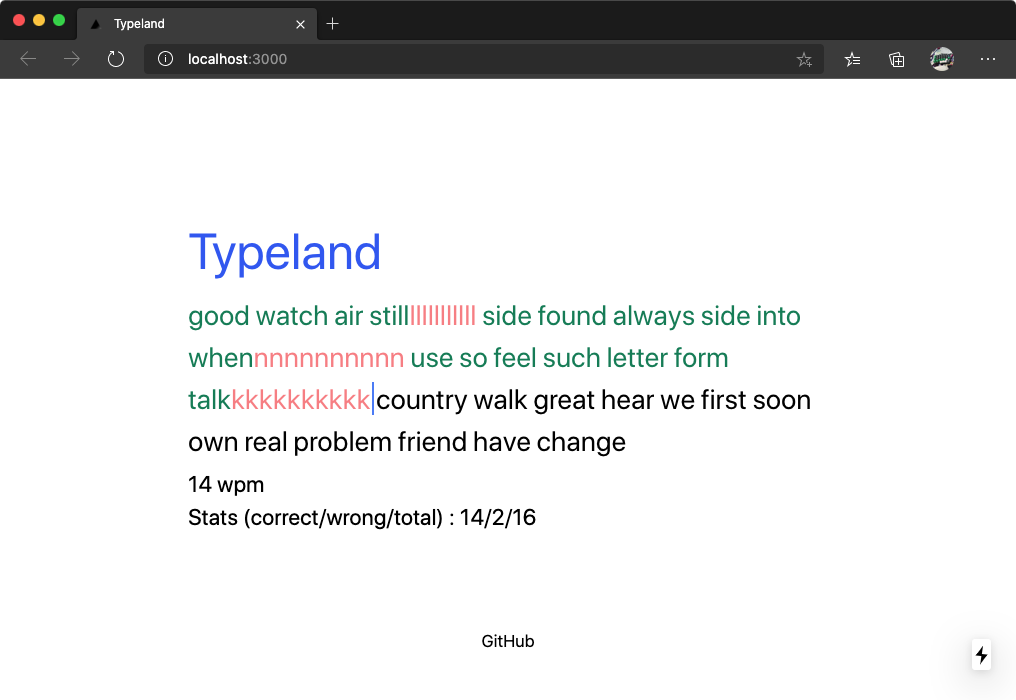 Typeland
localhost:3000
Typeland
good watch air stilllllllllllll side found always side into
whennnnnnnnnnn use so feel such letter form
talkkkkkkkkkkk country walk great hear we first soon
own real problem friend have change
14 wpm
Stats (correct/wrong/total) : 14/2/16
GitHub